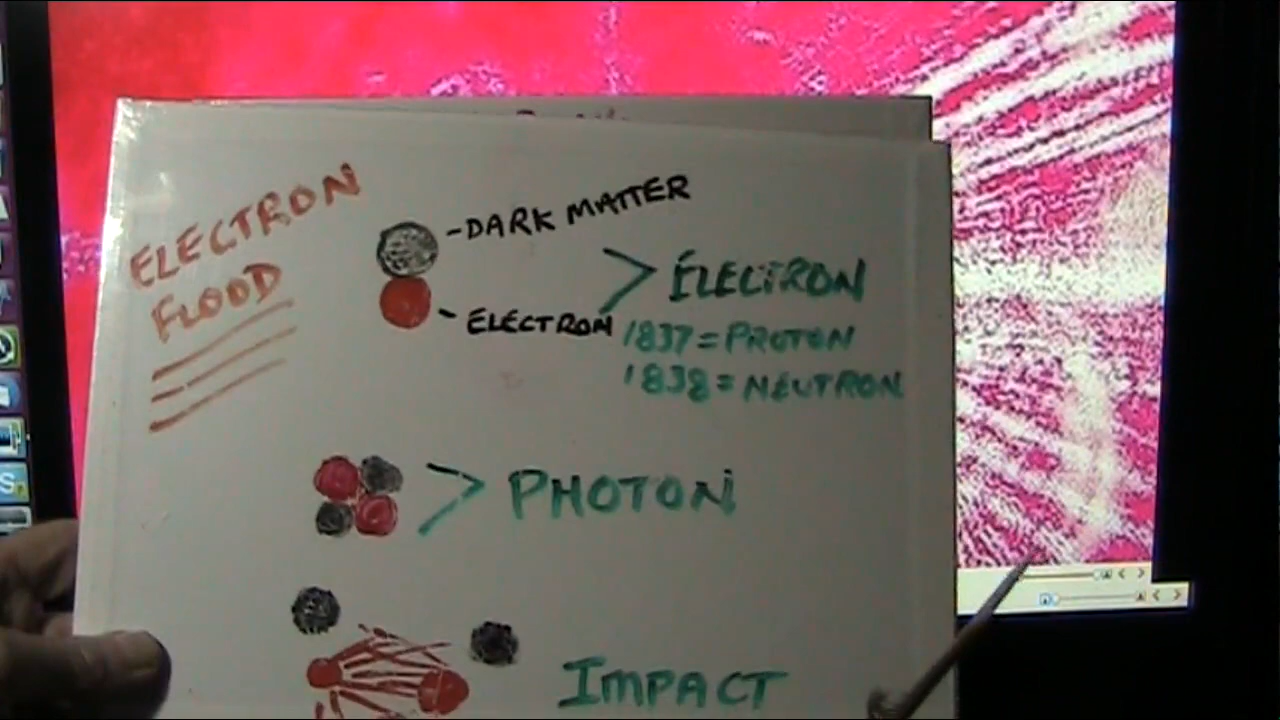 ELECTRON
FLOOD
-DARK MATTER
- ELECTRON
> ELECTRON
1837=PROTON
1838=NEUTRON
> PHOTON
IMPACT